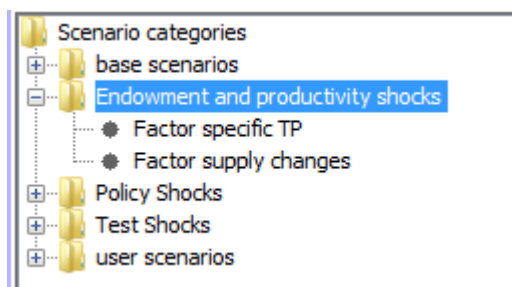 Scenario categories
base scenarios
Endowment and productivity shocks
Factor specific TP
Factor supply changes
Policy Shocks
Test Shocks
user scenarios